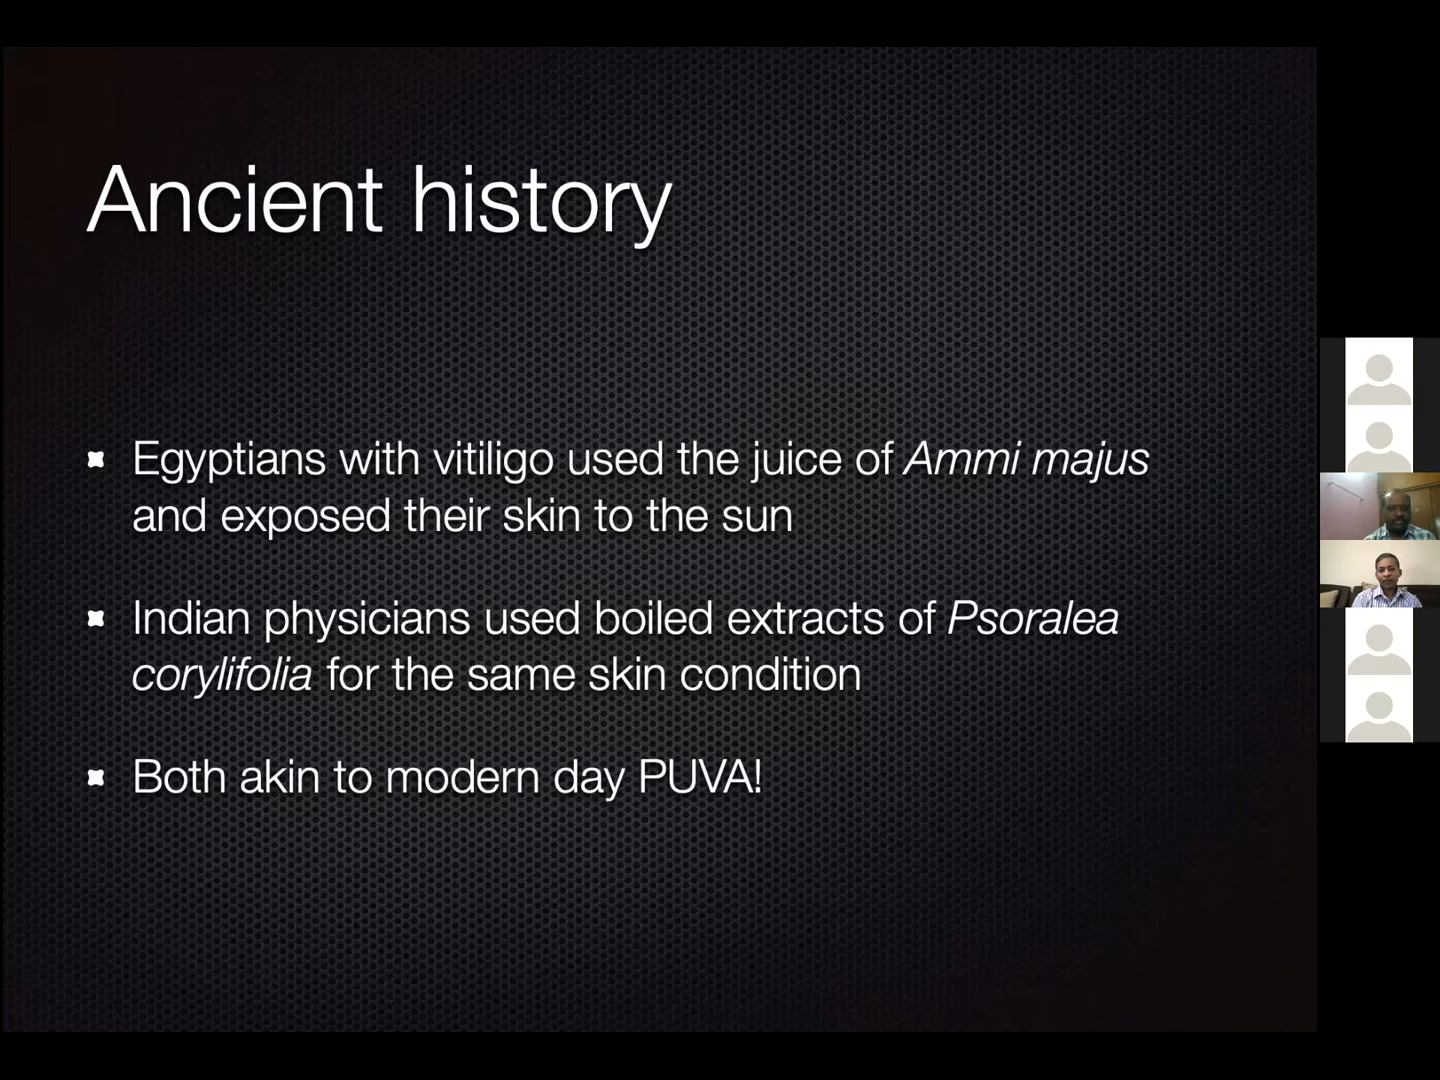 Ancient history
Egyptians with vitiligo used the juice of Ammi majus
and exposed their skin to the sun
Indian physicians used boiled extracts of Psoralea
corylifolia for the same skin condition
Both akin to modern day PUVA!